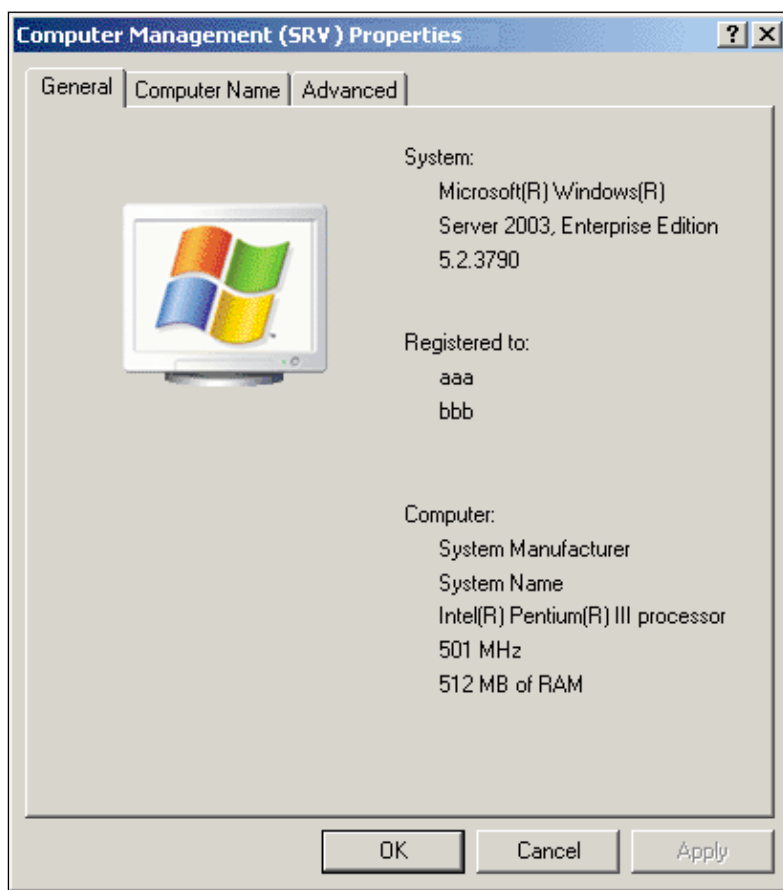 Computer Management (SRV) Properties
General
Computer Name
Advanced
System:
Microsoft(R) Windows(R)
Server 2003, Enterprise Edition
5.2.3790
Registered to:
aaa
bbb
Computer:
System Manufacturer
System Name
Intel(R) Pentium(R) III processor
501 MHz
512 MB of RAM
OK
Cancel
Apply